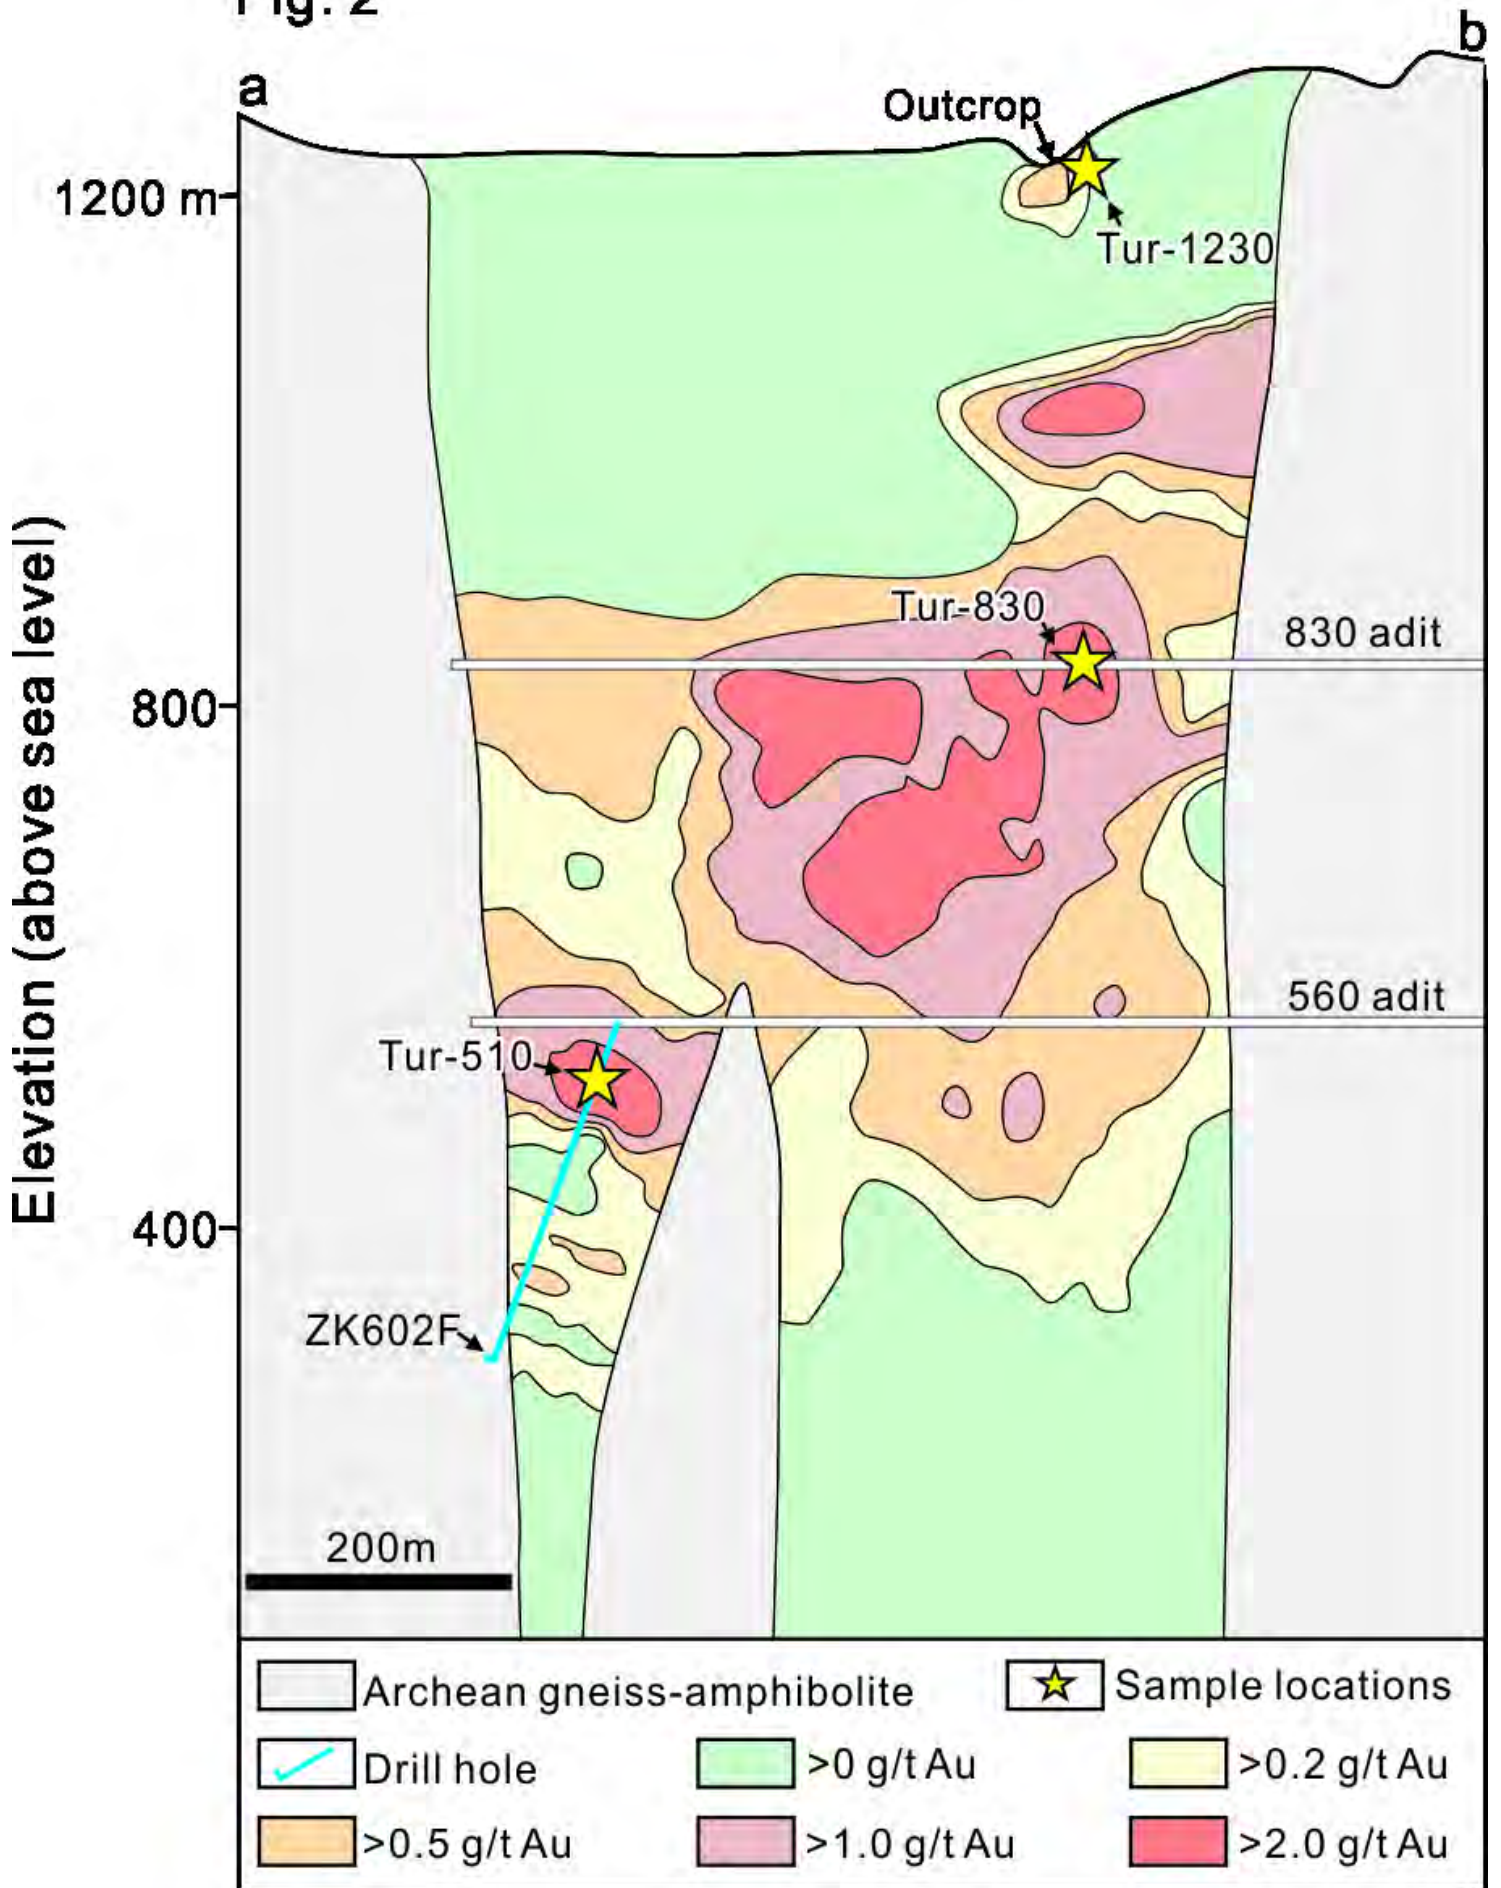 Fig. 2
a
b
Outcrop
1200 m
Tur-1230
Elevation (above sea level)
Tur-830
830 adit
800
560 adit
Tur-510
400
ZK602F
200m
Archean gneiss-amphibolite
Sample locations
Drill hole
>0 g/t Au
>0.2 g/t Au
>0.5 g/t Au
>1.0 g/t Au
>2.0 g/t Au